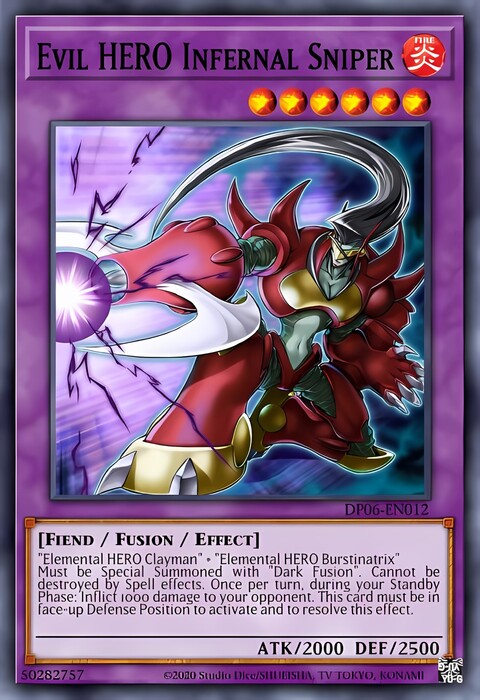 Evil HERO Infernal Sniper
FIRE
炎
DP06-EN012
[Fiend / Fusion / Effect]
"Elemental HERO Clayman" + "Elemental HERO Burstinatrix"
Must be Special Summoned with "Dark Fusion". Cannot be
destroyed by Spell effects. Once per turn, during your Standby
Phase: Inflict 1000 damage to your opponent. This card must be in
face-up Defense Position to activate and to resolve this effect.
ATK/2000 DEF/2500
50282757
©2020 Studio Dice/SHUEISHA, TV TOKYO, KONAMI